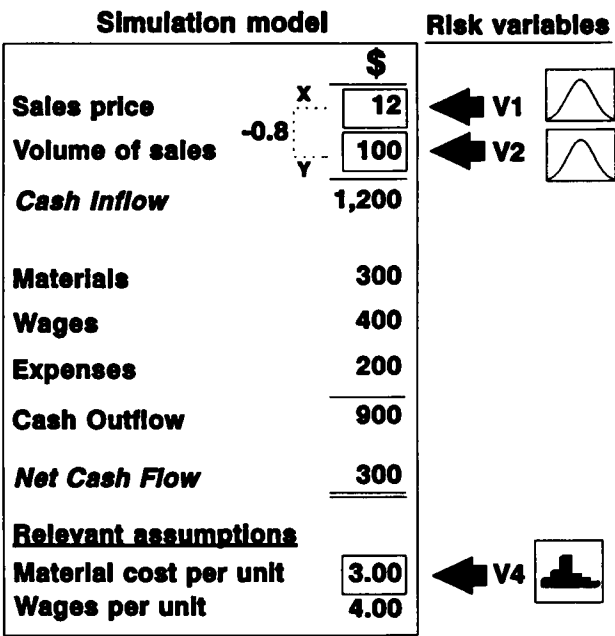 Simulation model Risk variables
$
Sales price X 12 V1
-0.8
Volume of sales Y 100 V2
Cash Inflow 1,200
Materials 300
Wages 400
Expenses 200
Cash Outflow 900
Net Cash Flow 300
Relevant assumptions
Material cost per unit 3.00 V4
Wages per unit 4.00